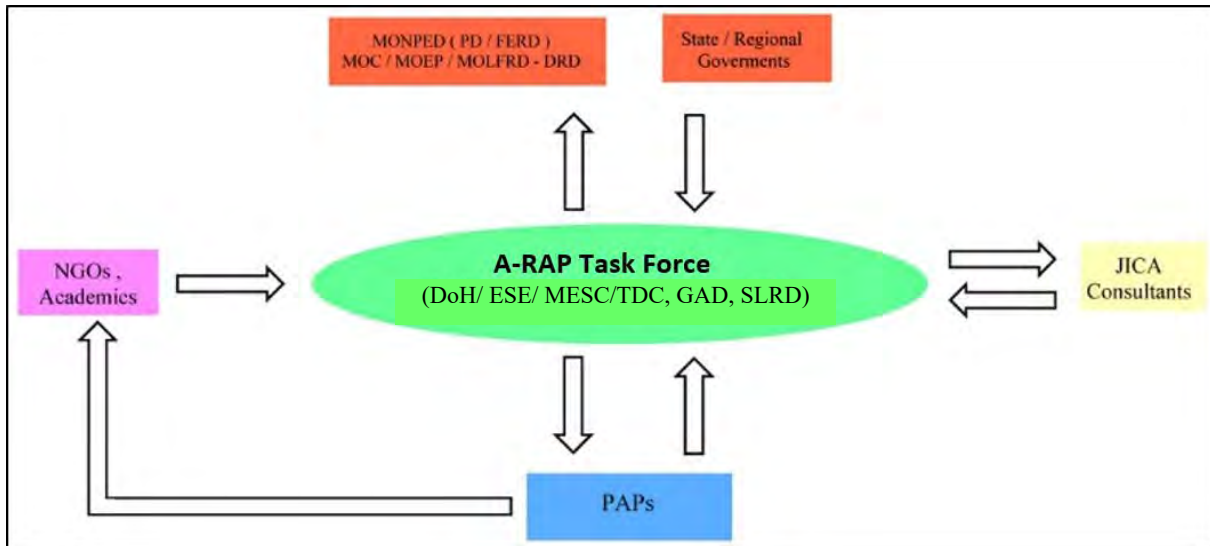 MONPED ( PD / FERD )
MOC / MOEP / MOLFRD - DRD
State / Regional
Goverments
A-RAP Task Force
(DoH/ ESE/ MESC/TDC, GAD, SLRD)
NGOs ,
Academics
JICA
Consultants
PAPs